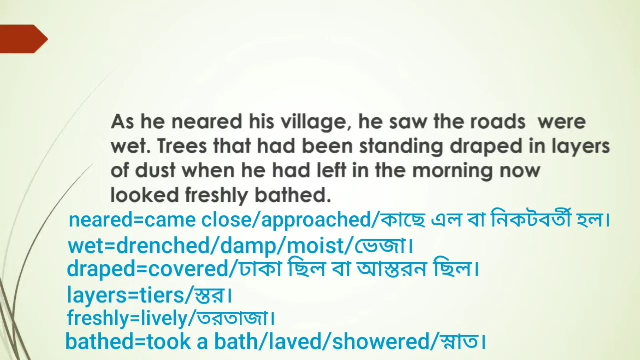 As he neared his village, he saw the roads were
wet. Trees that had been standing draped in layers
of dust when he had left in the morning now
looked freshly bathed.
neared=came close/approached/কাছে এল বা নিকটবর্তী হল।
wet=drenched/damp/moist/ভেজা।
draped=covered/ঢাকা ছিল বা আস্তরন ছিল।
layers=tiers/স্তর।
freshly=lively/তরতাজা।
bathed=took a bath/laved/showered/স্নাত।